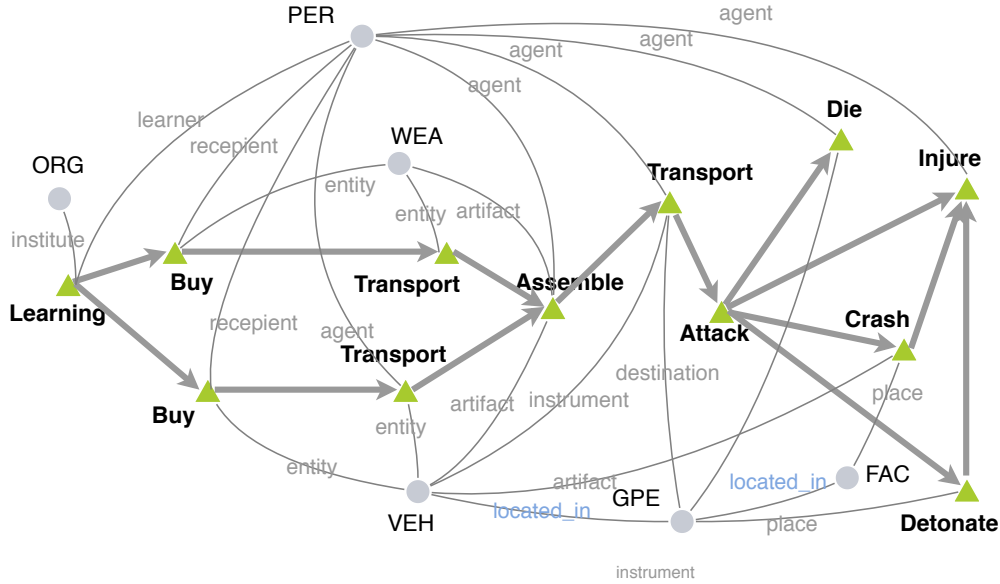 PER
agent
agent
agent
agent
Die
learner
WEA
recepient
Injure
ORG
Transport
entity
entity
artifact
institute
Buy
Transport
Assemble
Learning
recepient
agent
Attack
Crash
Transport
destination
place
Buy
artifact
instrument
entity
entity
artifact
located_in
FAC
GPE
VEH
located_in
place
Detonate
instrument